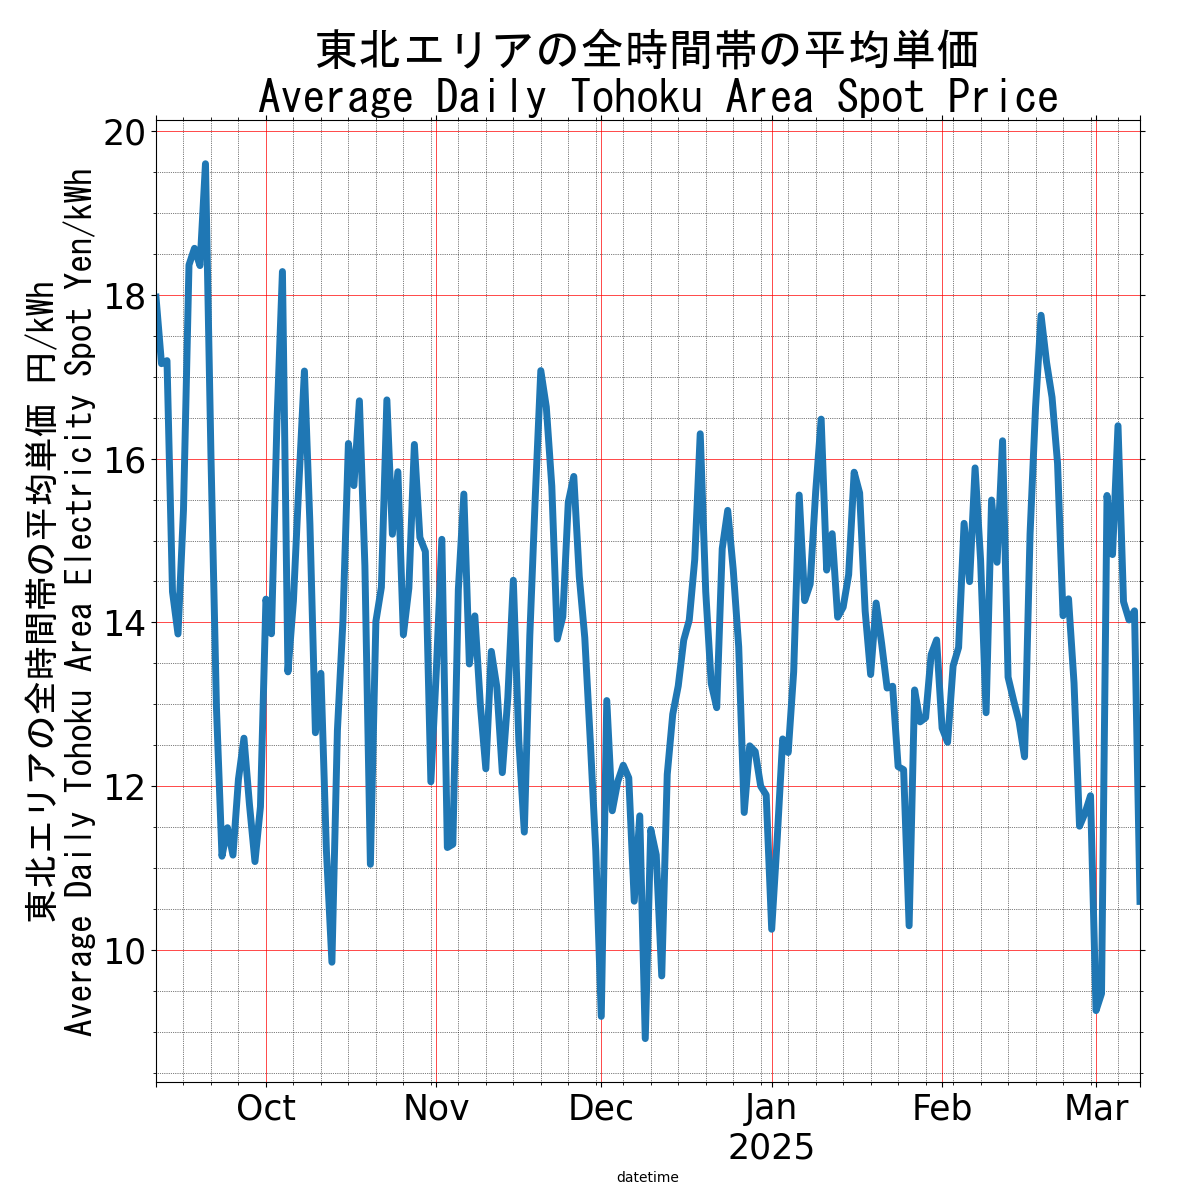 東北エリアの全時間帯の平均単価
Average Daily Tohoku Area Spot Price
東北エリアの全時間帯の平均単価 円/kWh
Average Daily Tohoku Area Electricity Spot Yen/kWh
20
18
16
14
12
10
Oct
Nov
Dec
Jan
2025
Feb
Mar
datetime